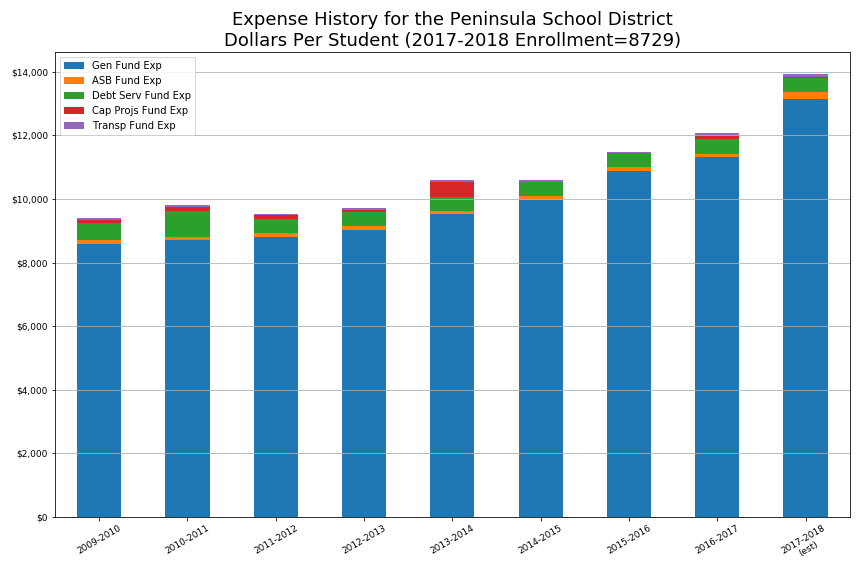 Expense History for the Peninsula School District
Dollars Per Student (2017-2018 Enrollment=8729)
Gen Fund Exp
ASB Fund Exp
Debt Serv Fund Exp
Cap Projs Fund Exp
Transp Fund Exp
$14,000
$12,000
$10,000
$8,000
$6,000
$4,000
$2,000
$0
2009-2010
2010-2011
2011-2012
2012-2013
2013-2014
2014-2015
2015-2016
2016-2017
2017-2018
(est)